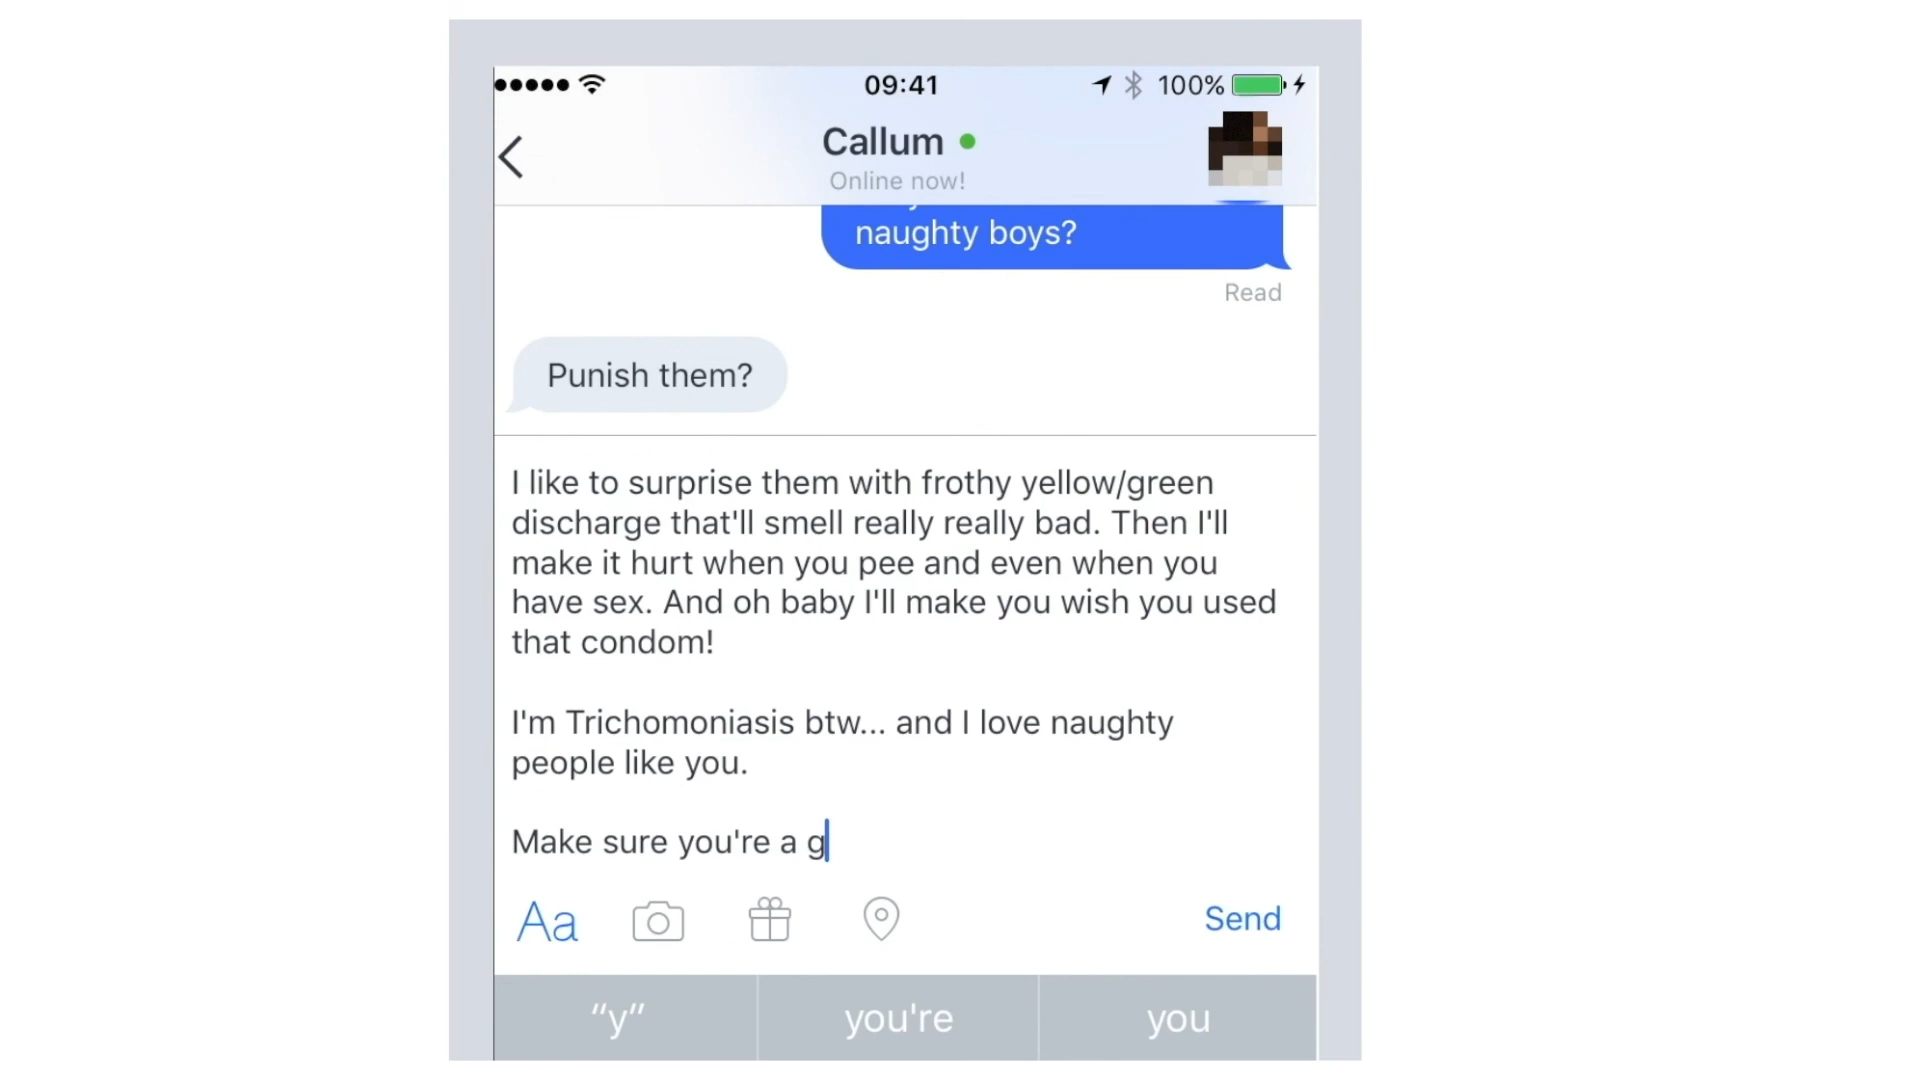 09:41
100%
Callum
Online now!
naughty boys?
Read
Punish them?
I like to surprise them with frothy yellow/green
discharge that'll smell really really bad. Then I'll
make it hurt when you pee and even when you
have sex. And oh baby I'll make you wish you used
that condom!
I'm Trichomoniasis btw... and I love naughty
people like you.
Make sure you're a g
Aa
Send
“y” you're you